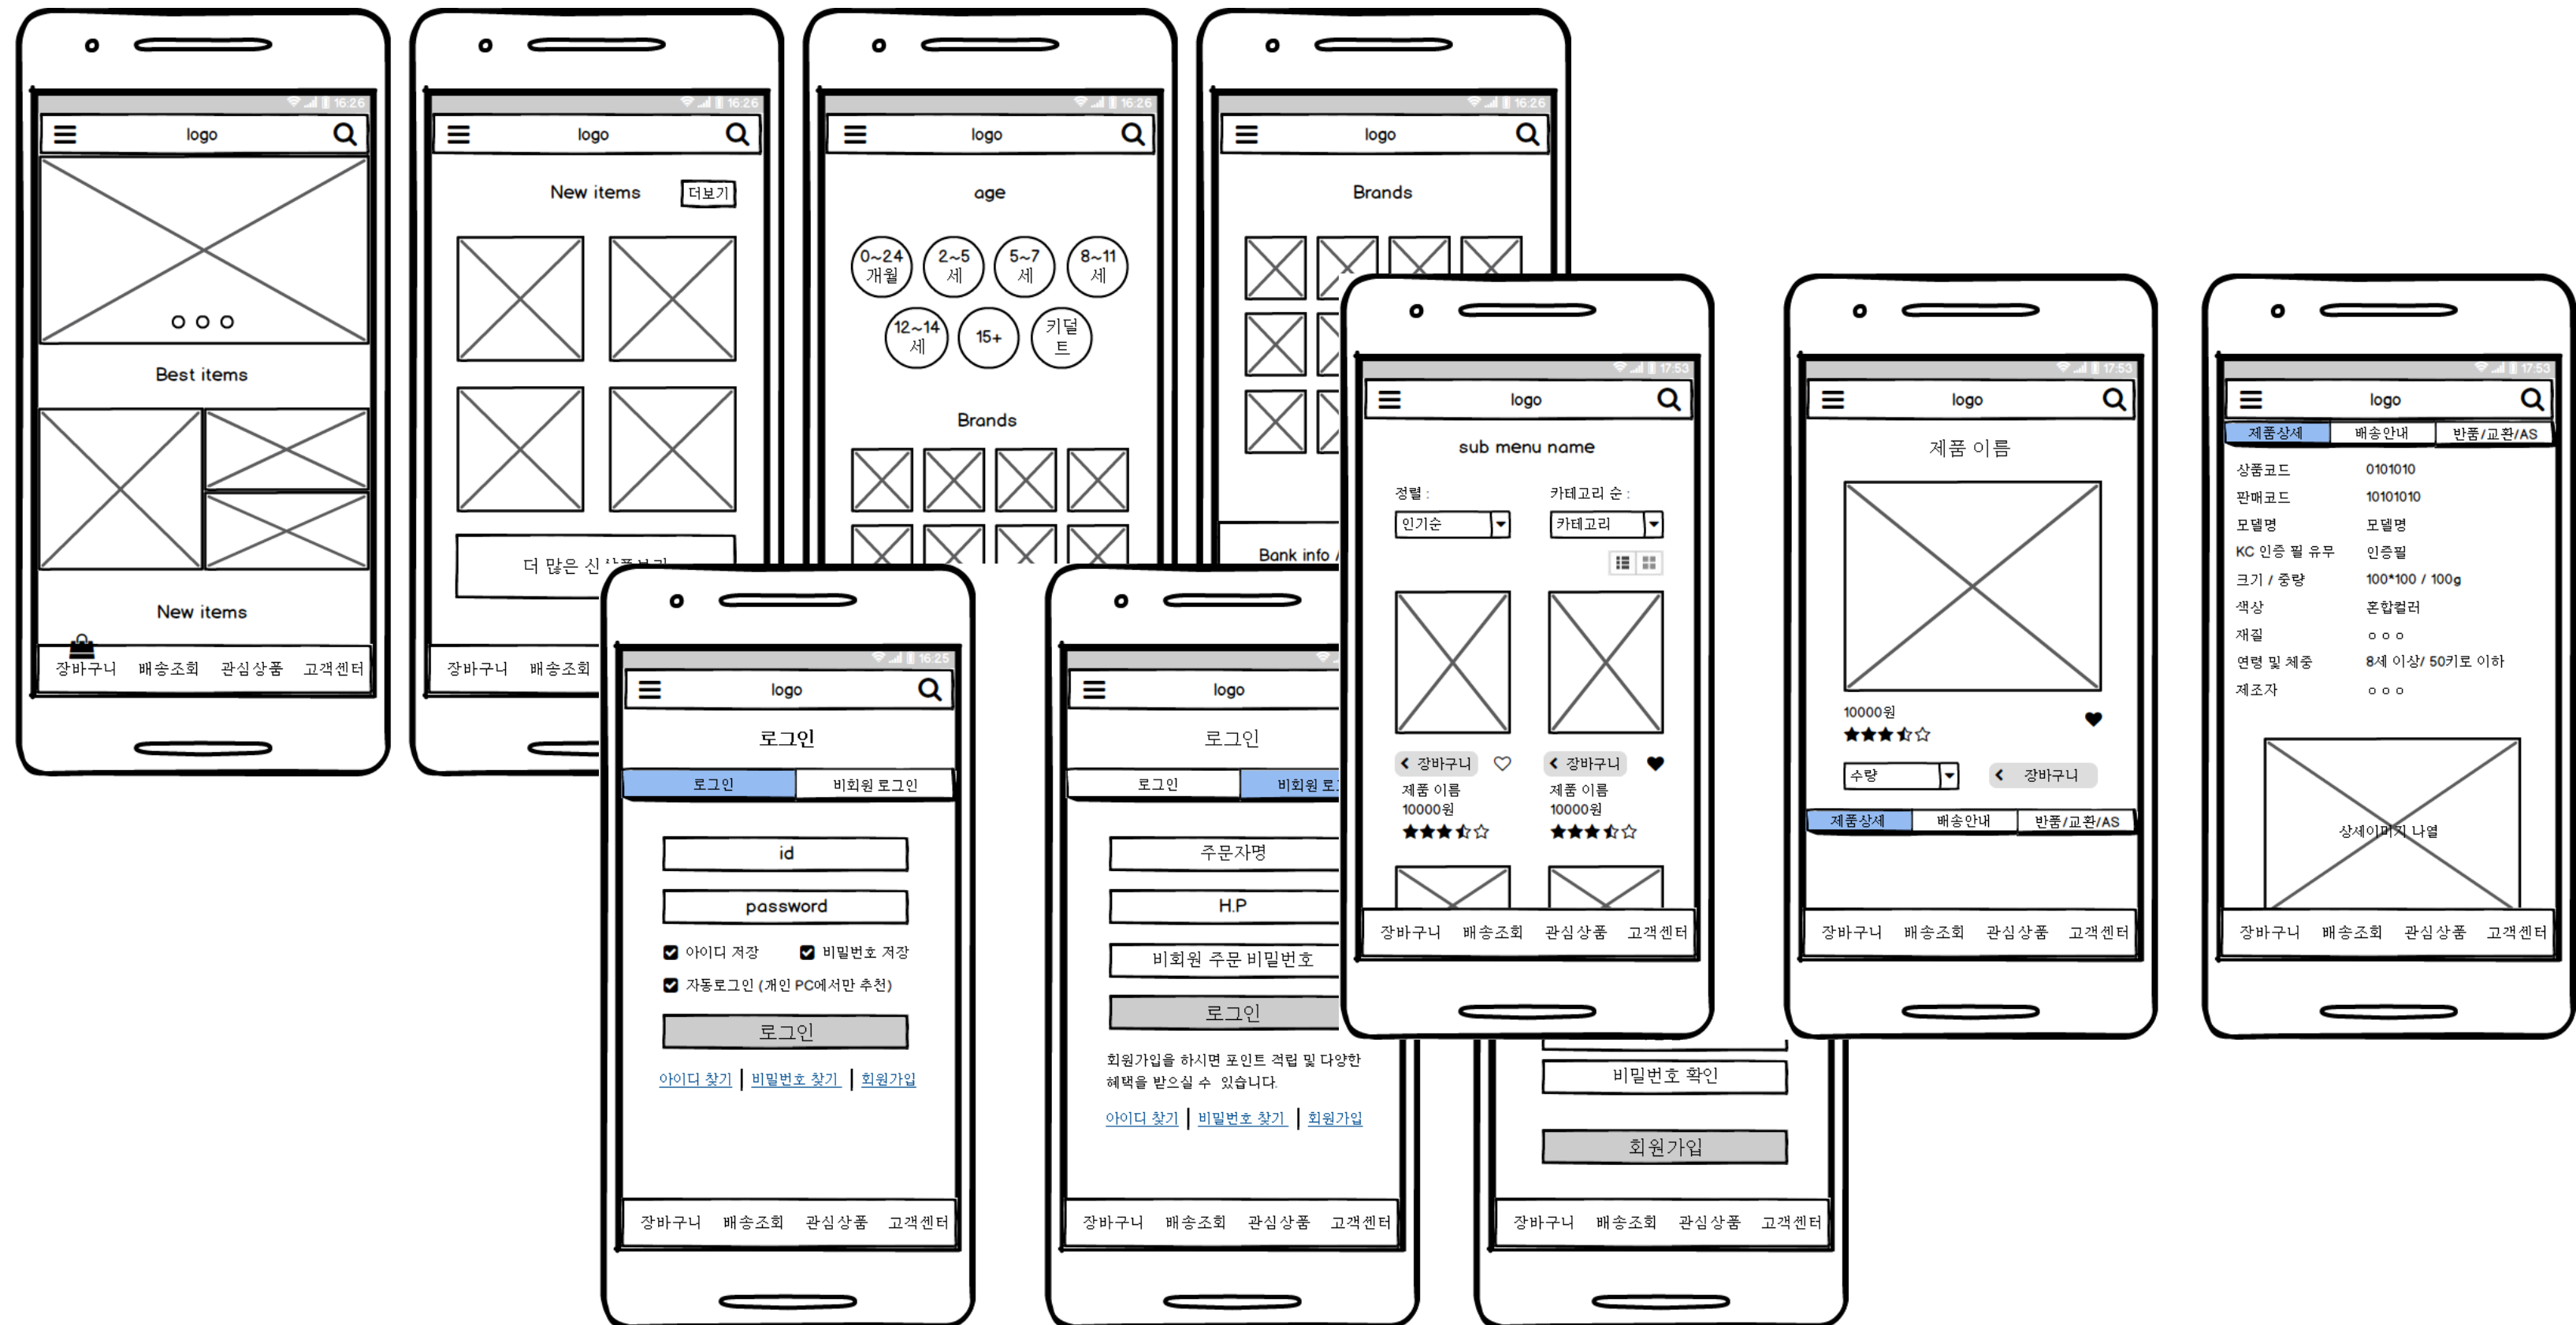 16:26
logo
Best items
New items
장바구니 배송조회 관심상품 고객센터
16:26
logo
New items 더보기
더 많은 신상품보기
장바구니 배송조회
16:26
logo
age
0~24
개월
2~5
세
5~7
세
8~11
세
12~14
세
15+
키덜
트
Brands
16:26
logo
Brands
Bank info /
16:25
logo
로그인
로그인 비회원 로그인
id
password
아이디 저장 비밀번호 저장
자동로그인 (개인 PC에서만 추천)
로그인
아이디 찾기 비밀번호 찾기 회원가입
장바구니 배송조회 관심상품 고객센터
logo
로그인
로그인 비회원 로
주문자명
H.P
비회원 주문 비밀번호
로그인
회원가입을 하시면 포인트 적립 및 다양한
혜택을 받으실 수 있습니다.
아이디 찾기 비밀번호 찾기 회원가입
장바구니 배송조회 관심상품 고객센터
비밀번호 확인
회원가입
장바구니 배송조회 관심상품 고객센터
17:53
logo
sub menu name
정렬 : 카테고리 순 :
인기순 카테고리
장바구니 장바구니
제품 이름 제품 이름
10000원 10000원
장바구니 배송조회 관심상품 고객센터
17:53
logo
제품 이름
10000원
수량 장바구니
제품상세 배송안내 반품/교환/AS
장바구니 배송조회 관심상품 고객센터
17:53
logo
제품상세 배송안내 반품/교환/AS
상품코드 0101010
판매코드 10101010
모델명 모델명
KC 인증 필 유무 인증필
크기 / 중량 100*100 / 100g
색상 혼합컬러
재질 ㅇㅇㅇ
연령 및 체중 8세 이상/ 50키로 이하
제조자 ㅇㅇㅇ
상세이미지 나열
장바구니 배송조회 관심상품 고객센터